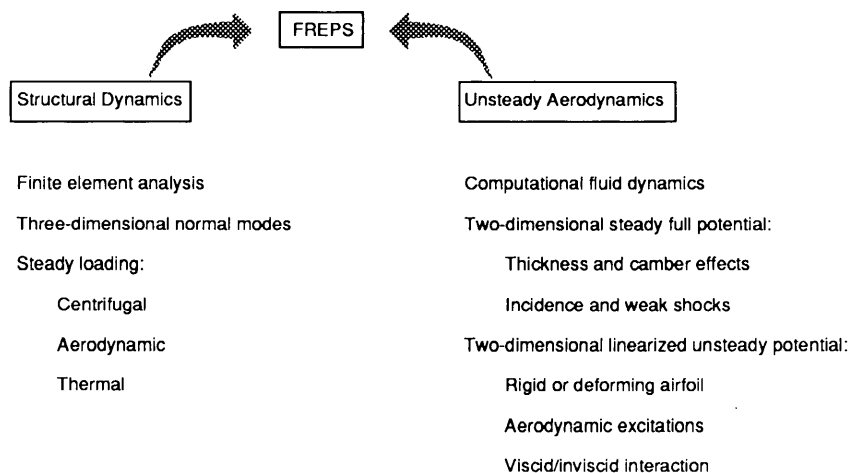 FREPS
Structural Dynamics
Finite element analysis
Three-dimensional normal modes
Steady loading:
Centrifugal
Aerodynamic
Thermal
Unsteady Aerodynamics
Computational fluid dynamics
Two-dimensional steady full potential:
Thickness and camber effects
Incidence and weak shocks
Two-dimensional linearized unsteady potential:
Rigid or deforming airfoil
Aerodynamic excitations
Viscid/inviscid interaction